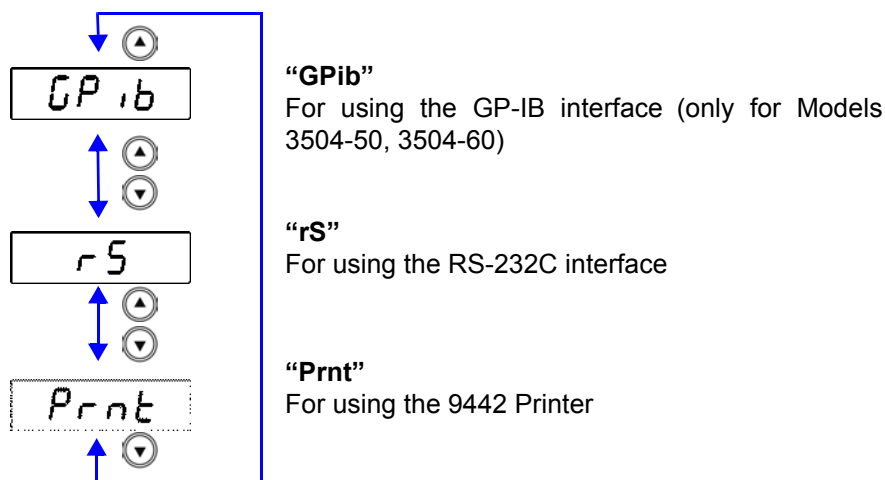 GPib
“GPib”
For using the GP-IB interface (only for Models
3504-50, 3504-60)
rS
“rS”
For using the RS-232C interface
Prnt
“Prnt”
For using the 9442 Printer